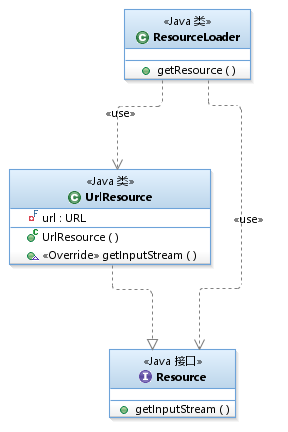 «Java 类»
ResourceLoader
getResource ( )
«use»
«Java 类»
UrlResource
url : URL
UrlResource ( )
«Override» getInputStream ( )
«use»
«Java 接口»
Resource
getInputStream ( )